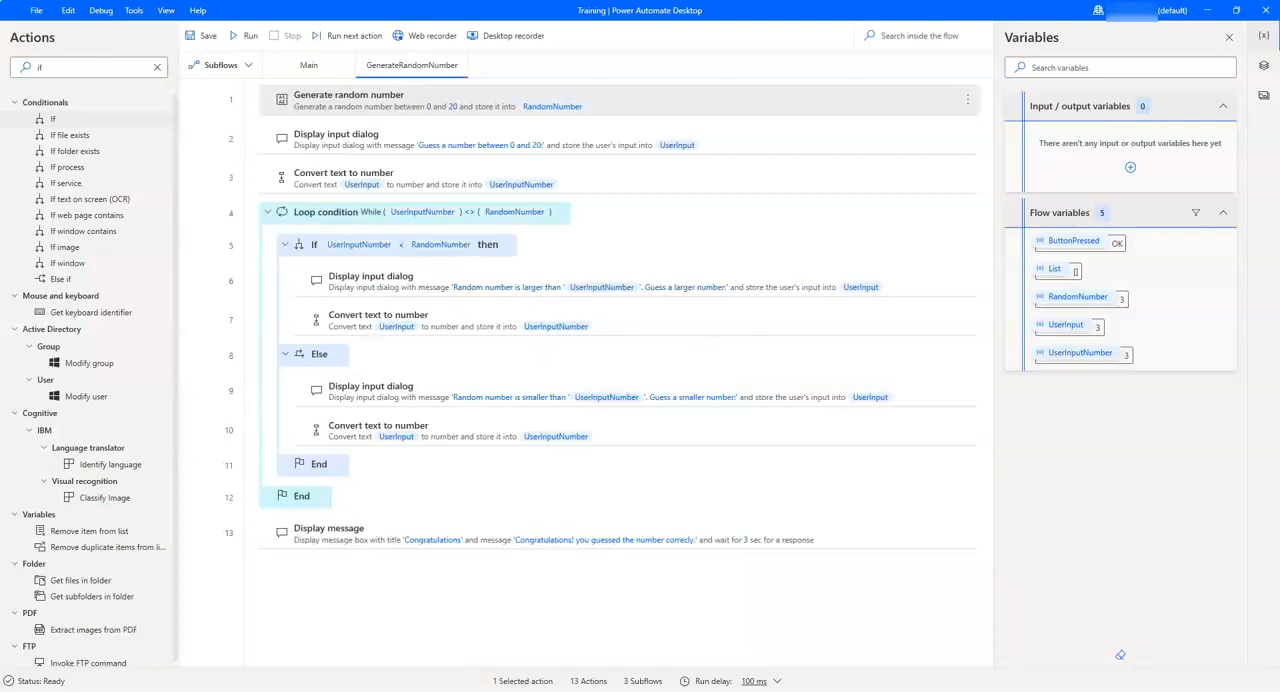 File Edit Debug Tools View Help Training | Power Automate Desktop (default)
Actions
if
Conditionals
If
If file exists
If folder exists
If process
If service
If text on screen (OCR)
If web page contains
If window contains
If image
If window
Else if
Mouse and keyboard
Get keyboard identifier
Active Directory
Group
Modify group
User
Modify user
Cognitive
IBM
Language translator
Identify language
Visual recognition
Classify Image
Variables
Remove item from list
Remove duplicate items from li...
Folder
Get files in folder
Get subfolders in folder
PDF
Extract images from PDF
FTP
Invoke FTP command
Save Run Stop Run next action Web recorder Desktop recorder Search inside the flow
Subflows Main GenerateRandomNumber
1 Generate random number
Generate a random number between 0 and 20 and store it into RandomNumber
2 Display input dialog
Display input dialog with message 'Guess a number between 0 and 20:' and store the user's input into UserInput
3 Convert text to number
Convert text UserInput to number and store it into UserInputNumber
4 Loop condition While ( UserInputNumber ) <> ( RandomNumber )
5 If UserInputNumber < RandomNumber then
6 Display input dialog
Display input dialog with message 'Random number is larger than ' UserInputNumber '. Guess a larger number:' and store the user's input into UserInput
7 Convert text to number
Convert text UserInput to number and store it into UserInputNumber
8 Else
9 Display input dialog
Display input dialog with message 'Random number is smaller than ' UserInputNumber '. Guess a smaller number:' and store the user's input into UserInput
10 Convert text to number
Convert text UserInput to number and store it into UserInputNumber
11 End
12 End
13 Display message
Display message box with title 'Congratulations' and message 'Congratulations! you guessed the number correcly.' and wait for 3 sec for a response
Variables
{x}
Search variables
Input / output variables 0
There aren't any input or output variables here yet
Flow variables 5
(x) ButtonPressed OK
(x) List []
(x) RandomNumber 3
(x) UserInput 3
(x) UserInputNumber 3
Status: Ready 1 Selected action 13 Actions 3 Subflows Run delay: 100 ms